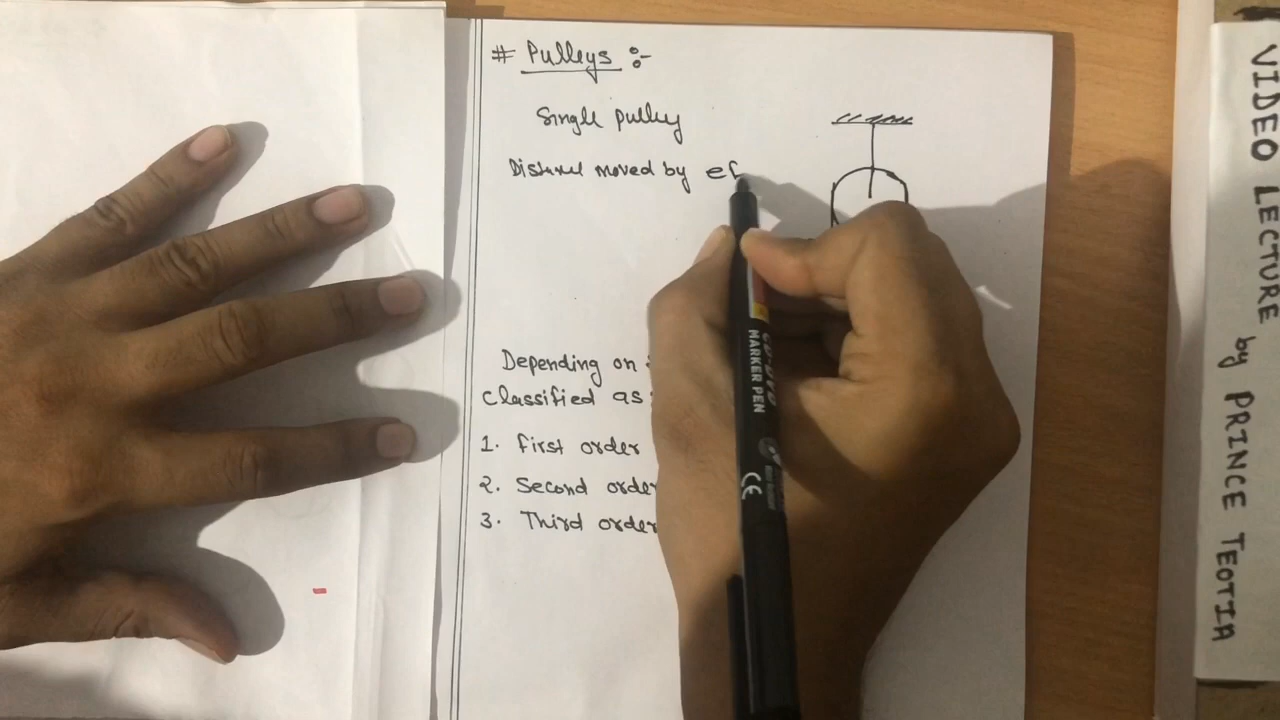 # Pulleys :-
Single pulley
Distance moved by ef
Depending on
classified as
1. First order
2. Second order
3. Third order
MARKER PEN
CE
VIDEO LECTURE by PRINCE TEOTIA